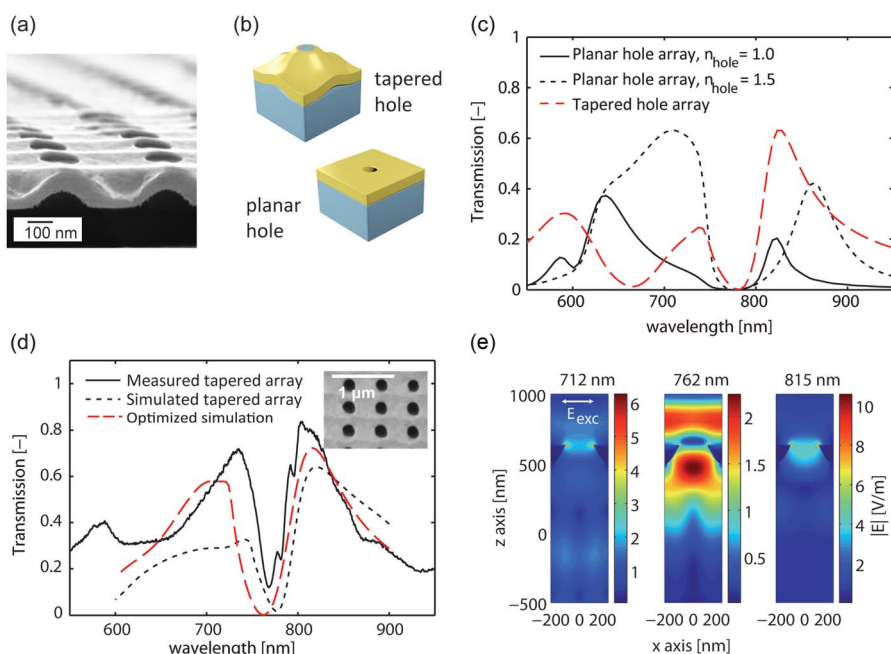 (a)
100 nm
(b)
tapered
hole
planar
hole
(c)
Transmission [–]
1
0.8
0.6
0.4
0.2
0
Planar hole array, n hole = 1.0
Planar hole array, n hole = 1.5
Tapered hole array
600 700 800 900
wavelength [nm]
(d)
Transmission [–]
1
0.8
0.6
0.4
0.2
0
Measured tapered array
Simulated tapered array
Optimized simulation
1 μm
600 700 800 900
wavelength [nm]
(e)
712 nm 762 nm 815 nm
z axis [nm]
1000
500
0
−500
E exc
6
5
4
3
2
1
2.5
2
1.5
1
0.5
10
8
6
4
2
|E| [V/m]
−200 0 200 −200 0 200 −200 0 200
x axis [nm]